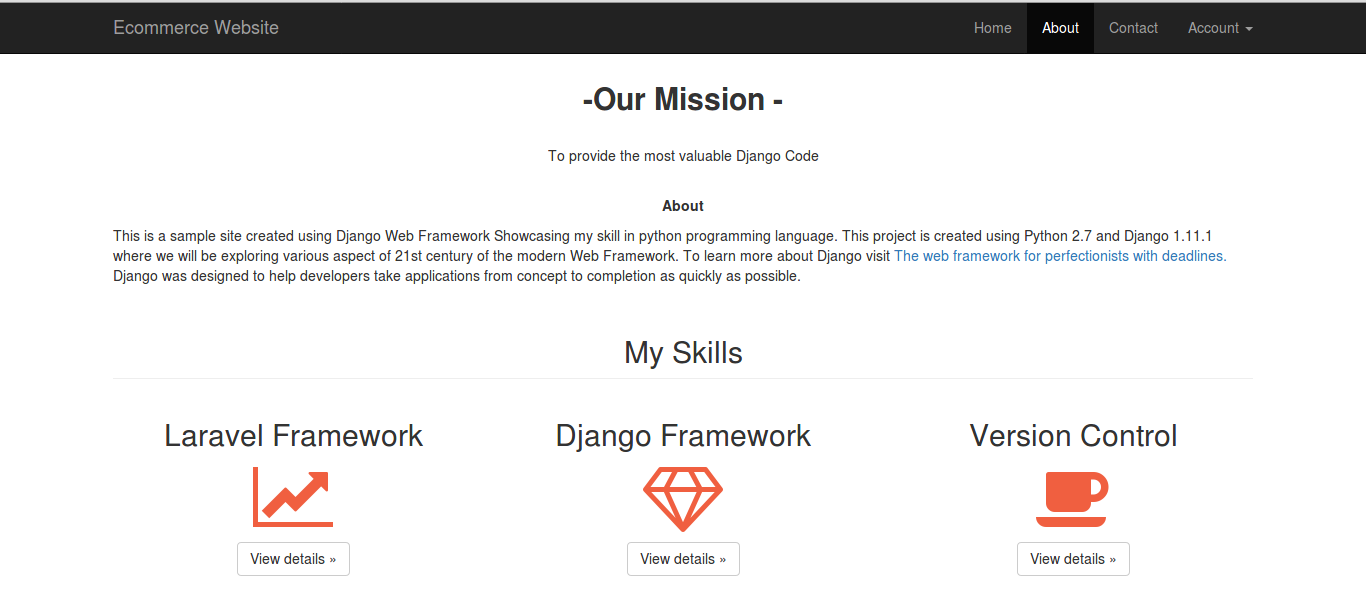 Ecommerce Website Home About Contact Account
-Our Mission -
To provide the most valuable Django Code
About
This is a sample site created using Django Web Framework Showcasing my skill in python programming language. This project is created using Python 2.7 and Django 1.11.1
where we will be exploring various aspect of 21st century of the modern Web Framework. To learn more about Django visit The web framework for perfectionists with deadlines.
Django was designed to help developers take applications from concept to completion as quickly as possible.
My Skills
Laravel Framework Django Framework Version Control
View details » View details » View details »